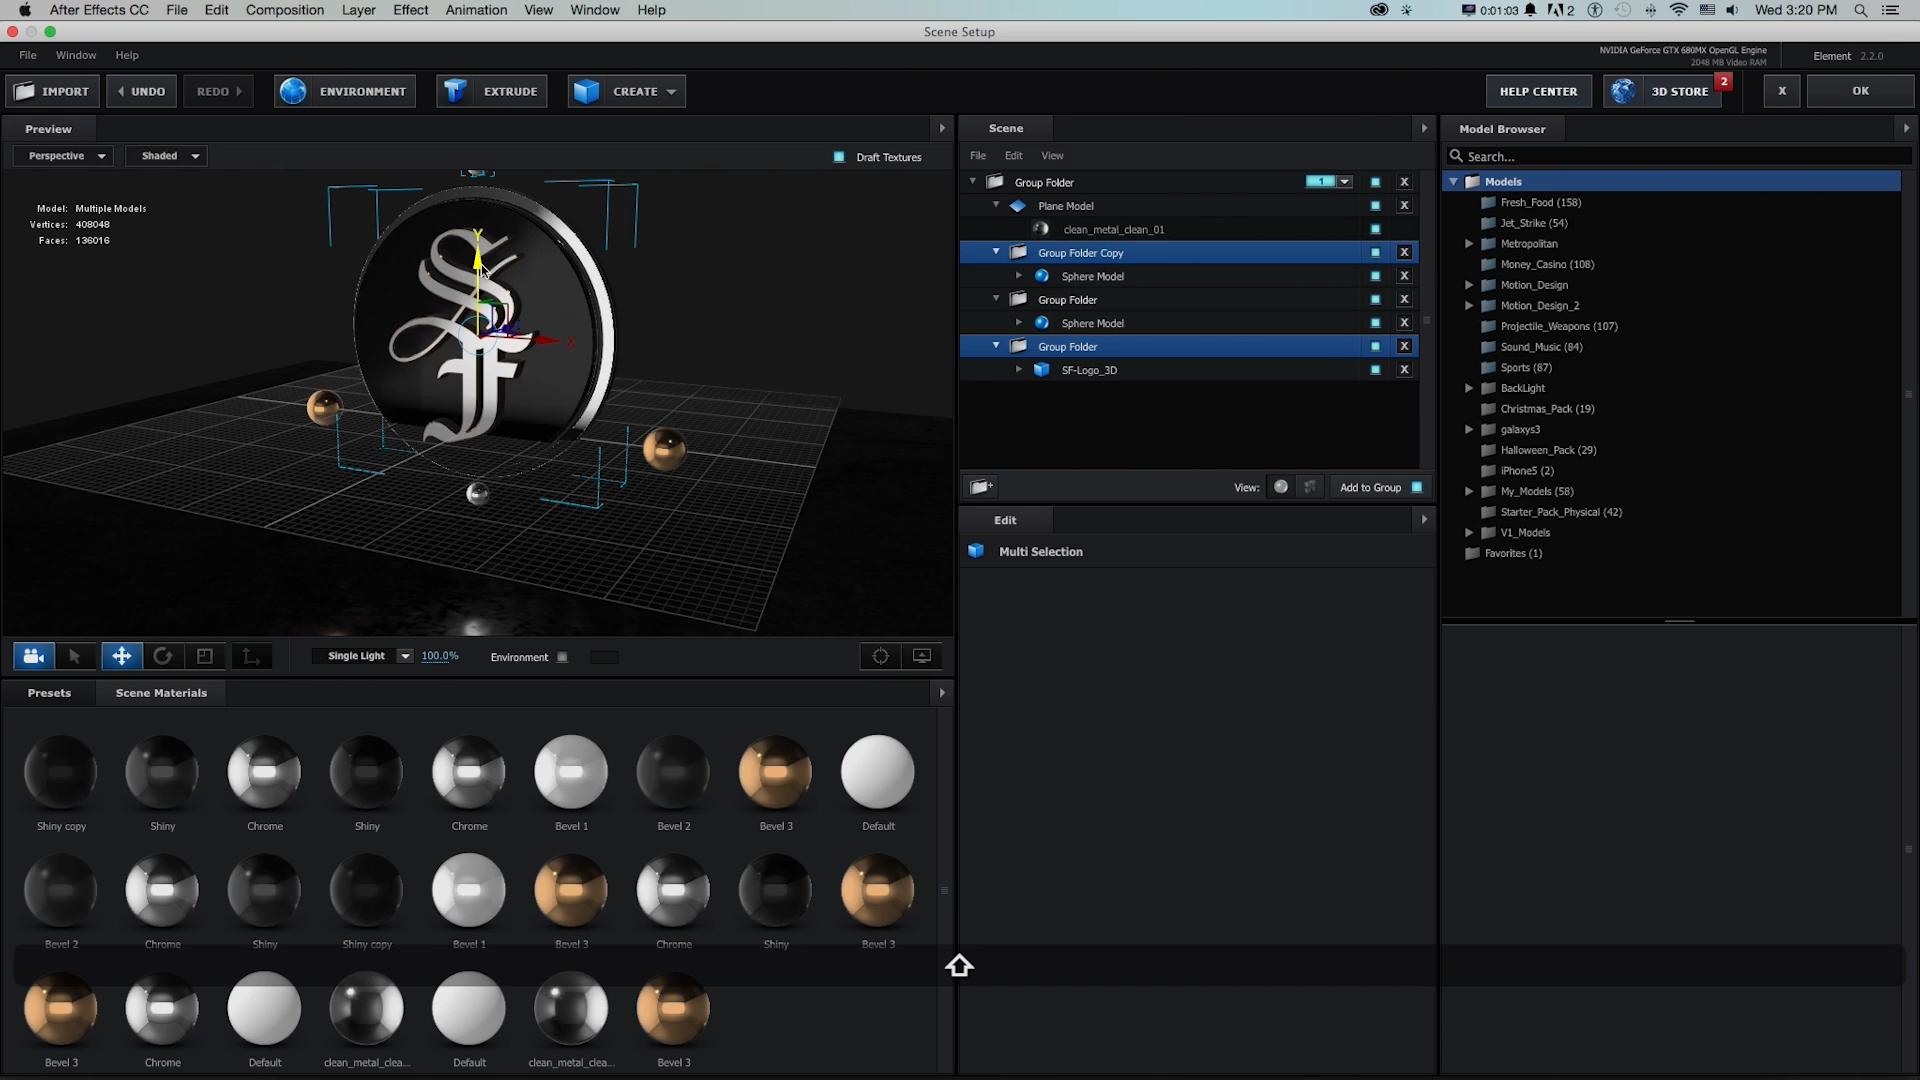 After Effects CC File Edit Composition Layer Effect Animation View Window Help 0:01:03 2 Wed 3:20 PM
Scene Setup
File Window Help NVIDIA GeForce GTX 680MX OpenGL Engine
2048 MB Video RAM Element 2.2.0
IMPORT UNDO REDO ENVIRONMENT EXTRUDE CREATE HELP CENTER 3D STORE 2 X OK
Preview Scene Model Browser
Perspective Shaded Draft Textures File Edit View Search...
Group Folder 1 X Models
Model: Multiple Models Plane Model X Fresh_Food (158)
Vertices: 408048 clean_metal_clean_01 Jet_Strike (54)
Faces: 136016 Group Folder Copy X Metropolitan
Y Sphere Model X Money_Casino (108)
Motion_Design
Group Folder X Motion_Design_2
Sphere Model X Projectile_Weapons (107)
X Group Folder X Sound_Music (84)
SF-Logo_3D X Sports (87)
BackLight
Christmas_Pack (19)
galaxys3
Halloween_Pack (29)
iPhone5 (2)
View: Add to Group My_Models (58)
Starter_Pack_Physical (42)
Edit V1_Models
Multi Selection Favorites (1)
SF
Single Light 100.0% Environment
Presets Scene Materials
Shiny copy Shiny Chrome Shiny Chrome Bevel 1 Bevel 2 Bevel 3 Default
Bevel 2 Chrome Shiny Shiny copy Bevel 1 Bevel 3 Chrome Shiny Bevel 3
Bevel 3 Chrome Default clean_metal_clea... Default clean_metal_clea... Bevel 3